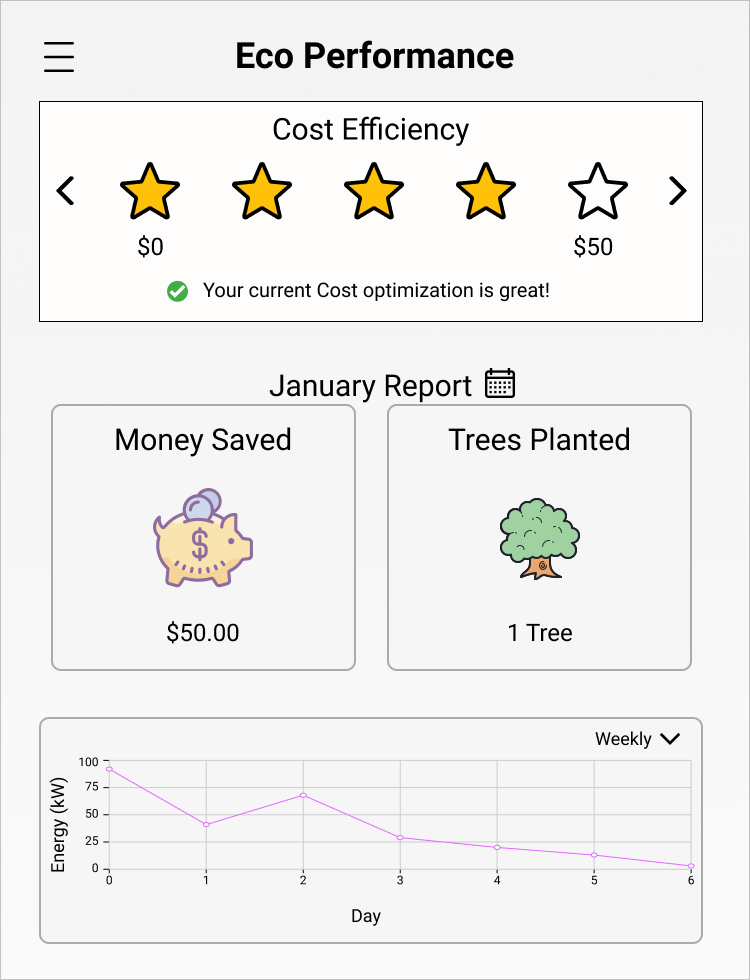 Eco Performance
Cost Efficiency
$0 $50
Your current Cost optimization is great!
January Report
Money Saved
$
$50.00
Trees Planted
1 Tree
Weekly
Energy (kW)
100
75
50
25
0
0 1 2 3 4 5 6
Day